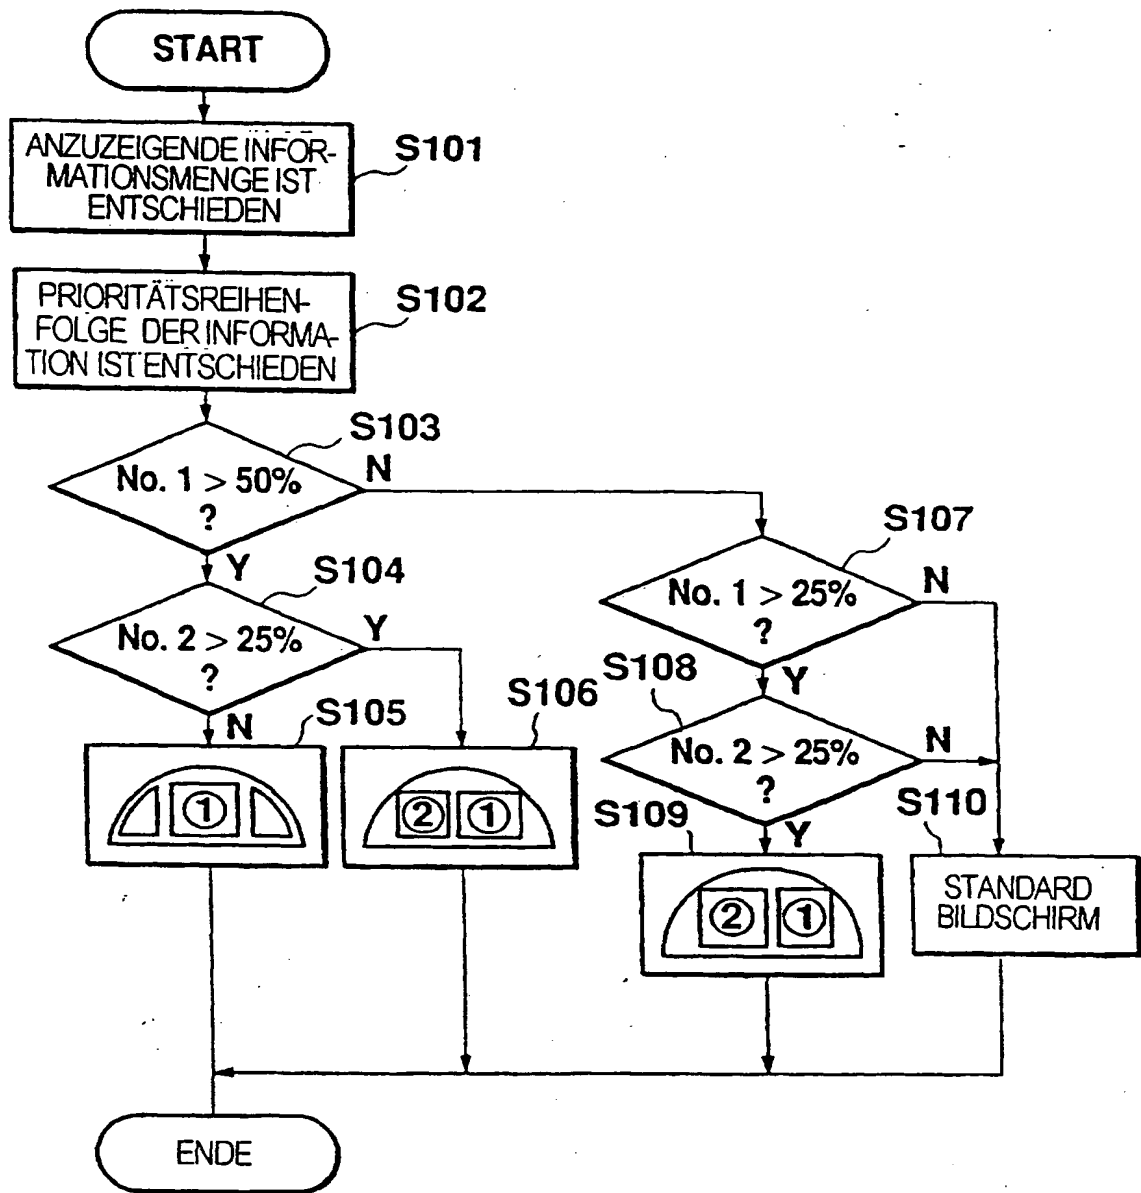 START
ANZUZEIGENDE INFOR-
MATIONSMENGE IST
ENTSCHIEDEN
S101
PRIORITÄTSREIHEN-
FOLGE DER INFORMA-
TION IST ENTSCHIEDEN
S102
No. 1 > 50%
?
S103
N
Y
No. 2 > 25%
?
S104
Y
N
S105
①
S106
② ①
No. 1 > 25%
?
S107
N
Y
S108
No. 2 > 25%
?
N
Y
S109
② ①
S110
STANDARD
BILDSCHIRM
ENDE